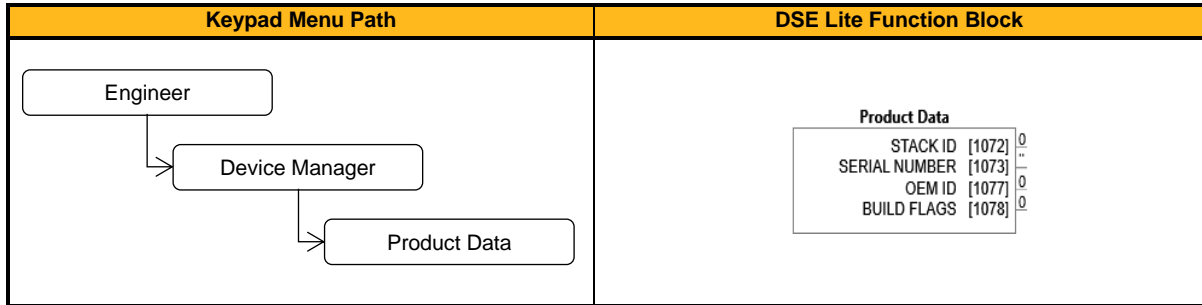 Keypad Menu Path
DSE Lite Function Block
Engineer
Device Manager
Product Data
Product Data
STACK ID [1072] 0
SERIAL NUMBER [1073] "
OEM ID [1077] 0
BUILD FLAGS [1078] 0